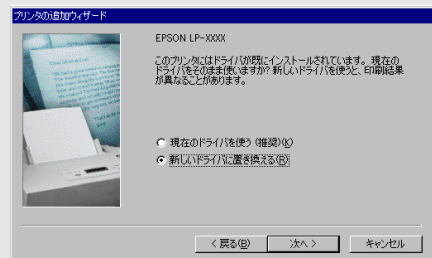 プリンタの追加ウィザード
EPSON LP-XXXX
このプリンタにはドライバが既にインストールされています。現在の
ドライバをそのまま使いますか? 新しいドライバを使うと、印刷結果
が異なることがあります。
現在のドライバを使う (推奨)(K)
新しいドライバに置き換える(R)
< 戻る(B)
次へ >
キャンセル